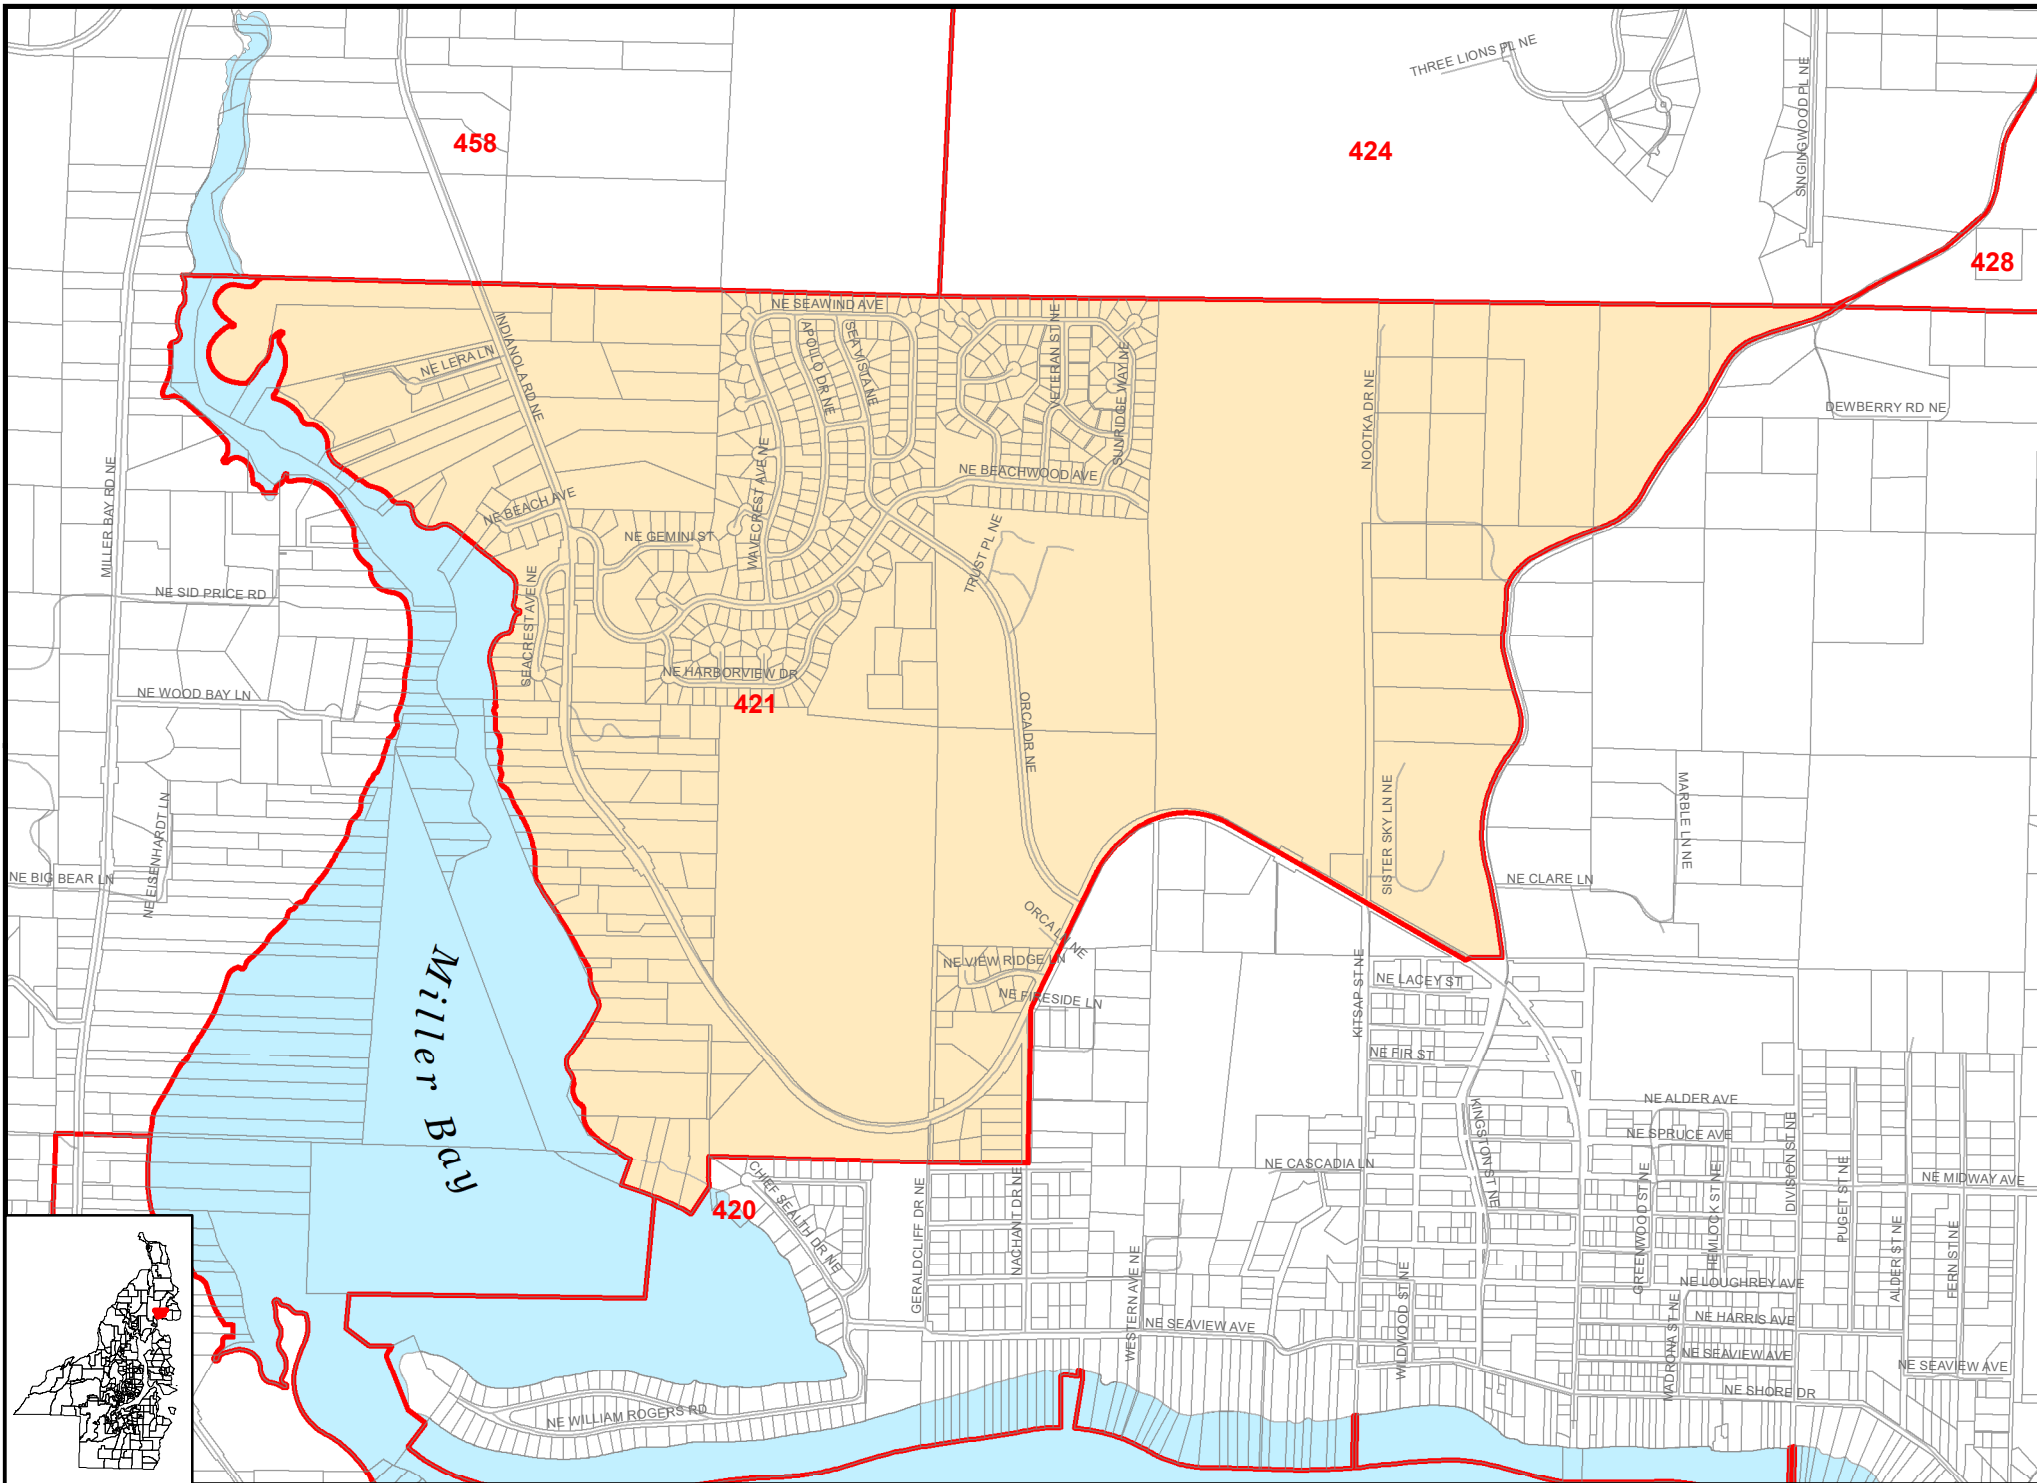 THREE LIONS PL NE
SINGINGWOOD PL NE
458
424
428
NE SEAWIND AVE
INDIANOLA RD NE
APOLLO DR NE
SEA VISTA NE
VETERAN ST NE
SUNRIDGE WAY NE
NE LERA LN
NOOTKA DR NE
DEWBERRY RD NE
MILLER BAY RD NE
WAVECREST AVE NE
NE BEACHWOOD AVE
NE BEACH AVE
NE GEMINI ST
TRUST PL NE
NE SID PRICE RD
SEACREST AVE NE
NE HARBORVIEW DR
NE WOOD BAY LN
421
ORCA DR NE
SISTER SKY LN NE
MARBLE LN NE
NE EISENHARDT LN
NE BIG BEAR LN
NE CLARE LN
ORCA LN NE
NE VIEW RIDGE LN
NE FIRESIDE LN
KITSAP ST NE
NE LACEY ST
NE FIR ST
Miller Bay
NE ALDER AVE
KINGSTON ST NE
NE SPRUCE AVE
DIVISION ST NE
NE CASCADIA LN
NE MIDWAY AVE
CHIEF SEALTH DR NE
420
GERALDCLIFF DR NE
NACHANT DR NE
WESTERN AVE NE
GREENWOOD ST NE
HEMLOCK ST NE
PUGET ST NE
ALDER ST NE
FERN ST NE
NE LOUGHREY AVE
NE SEAVIEW AVE
WILDWOOD ST NE
MADRONA ST NE
NE HARRIS AVE
NE SEAVIEW AVE
NE SEAVIEW AVE
NE SHORE DR
NE WILLIAM ROGERS RD